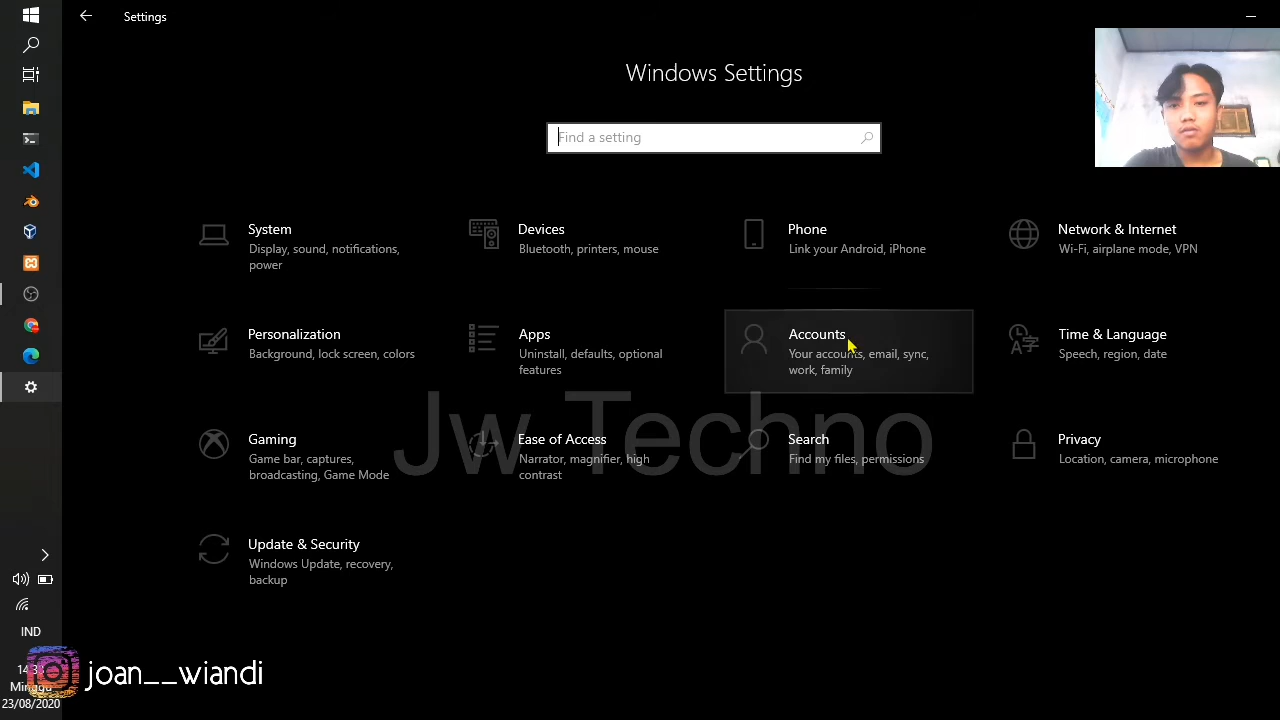 Settings
Windows Settings
Find a setting
System
Display, sound, notifications,
power
Devices
Bluetooth, printers, mouse
Phone
Link your Android, iPhone
Network & Internet
Wi-Fi, airplane mode, VPN
Personalization
Background, lock screen, colors
Apps
Uninstall, defaults, optional
features
Accounts
Your accounts, email, sync,
work, family
Time & Language
Speech, region, date
Jw Techno
Gaming
Game bar, captures,
broadcasting, Game Mode
Ease of Access
Narrator, magnifier, high
contrast
Search
Find my files, permissions
Privacy
Location, camera, microphone
Update & Security
Windows Update, recovery,
backup
IND
joan__wiandi
23/08/2020